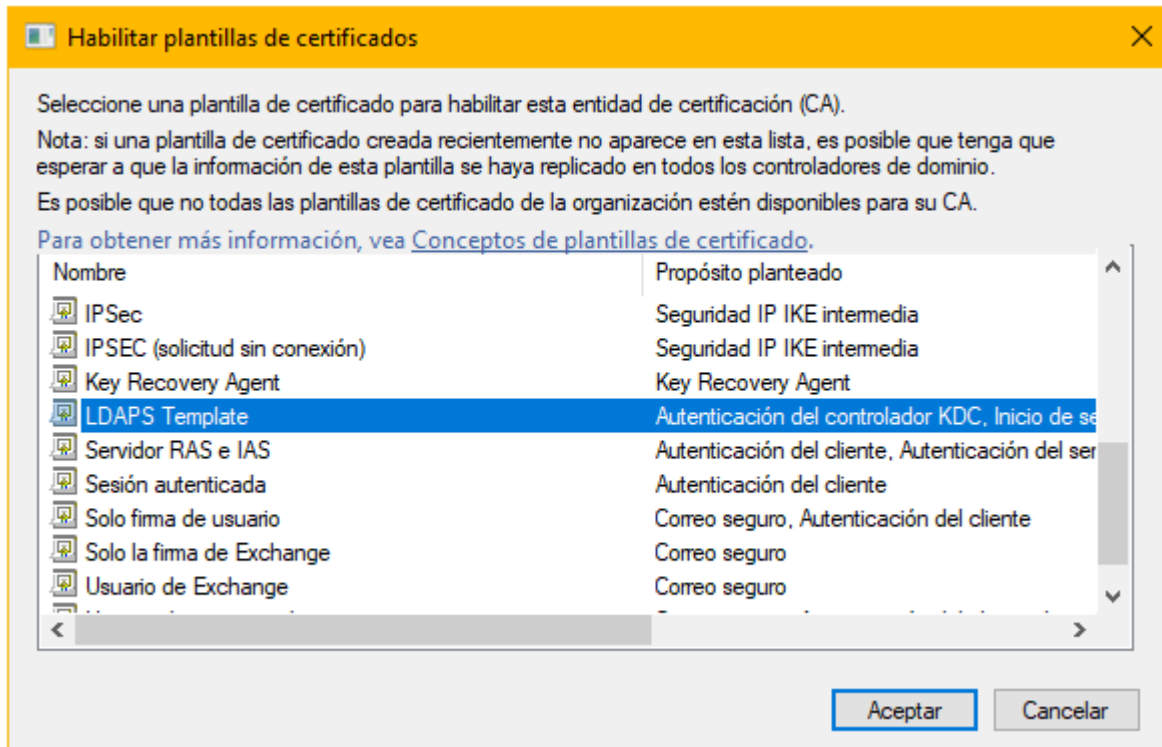 Habilitar plantillas de certificados
Seleccione una plantilla de certificado para habilitar esta entidad de certificación (CA).
Nota: si una plantilla de certificado creada recientemente no aparece en esta lista, es posible que tenga que
esperar a que la información de esta plantilla se haya replicado en todos los controladores de dominio.
Es posible que no todas las plantillas de certificado de la organización estén disponibles para su CA.
Para obtener más información, vea Conceptos de plantillas de certificado.
Nombre Propósito planteado
IPSec Seguridad IP IKE intermedia
IPSEC (solicitud sin conexión) Seguridad IP IKE intermedia
Key Recovery Agent Key Recovery Agent
LDAPS Template Autenticación del controlador KDC, Inicio de se
Servidor RAS e IAS Autenticación del cliente, Autenticación del ser
Sesión autenticada Autenticación del cliente
Solo firma de usuario Correo seguro, Autenticación del cliente
Solo la firma de Exchange Correo seguro
Usuario de Exchange Correo seguro
Aceptar Cancelar